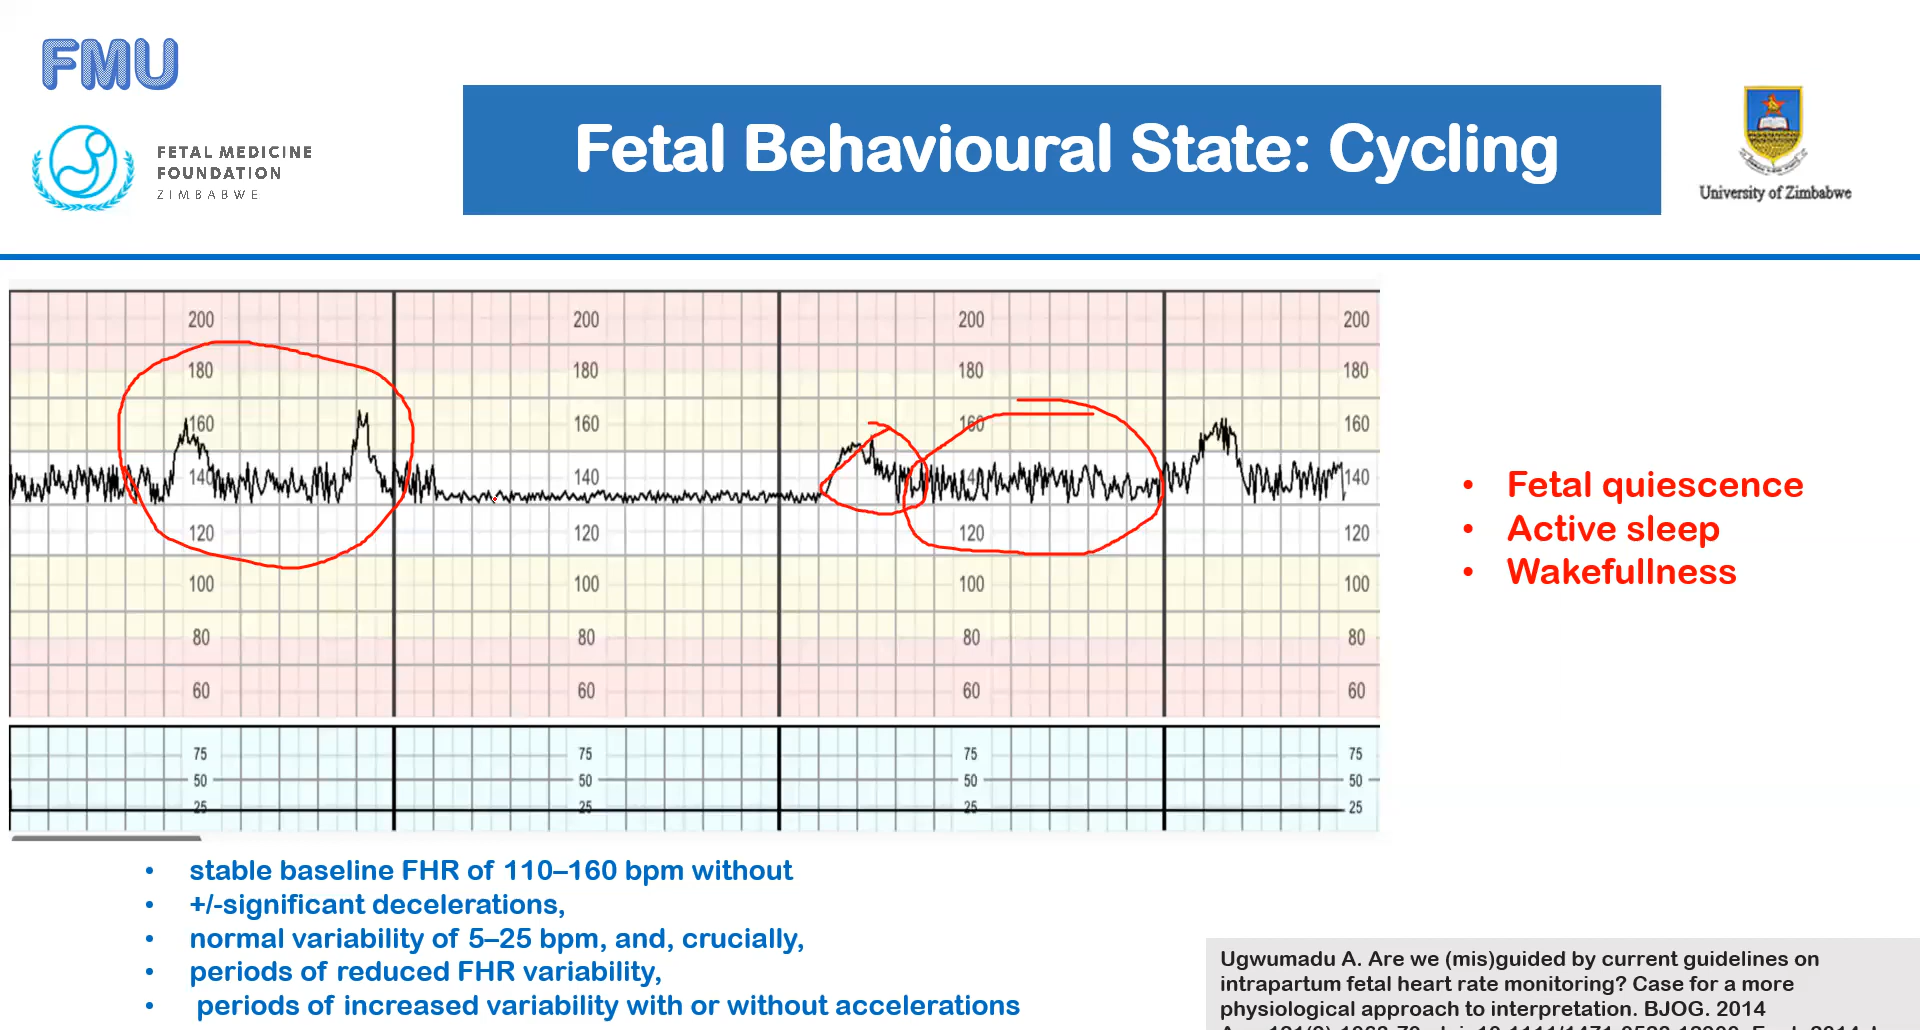 FMU
FETAL MEDICINE
FOUNDATION
ZIMBABWE
Fetal Behavioural State: Cycling
University of Zimbabwe
200 200 200 200
180 180 180 180
160 160 160 160
140 140 140 140
120 120 120 120
100 100 100 100
80 80 80 80
60 60 60 60
75 75 75 75
50 50 50 50
25 25 25 25
• Fetal quiescence
• Active sleep
• Wakefullness
• stable baseline FHR of 110–160 bpm without
• +/-significant decelerations,
• normal variability of 5–25 bpm, and, crucially,
• periods of reduced FHR variability,
• periods of increased variability with or without accelerations
Ugwumadu A. Are we (mis)guided by current guidelines on
intrapartum fetal heart rate monitoring? Case for a more
physiological approach to interpretation. BJOG. 2014